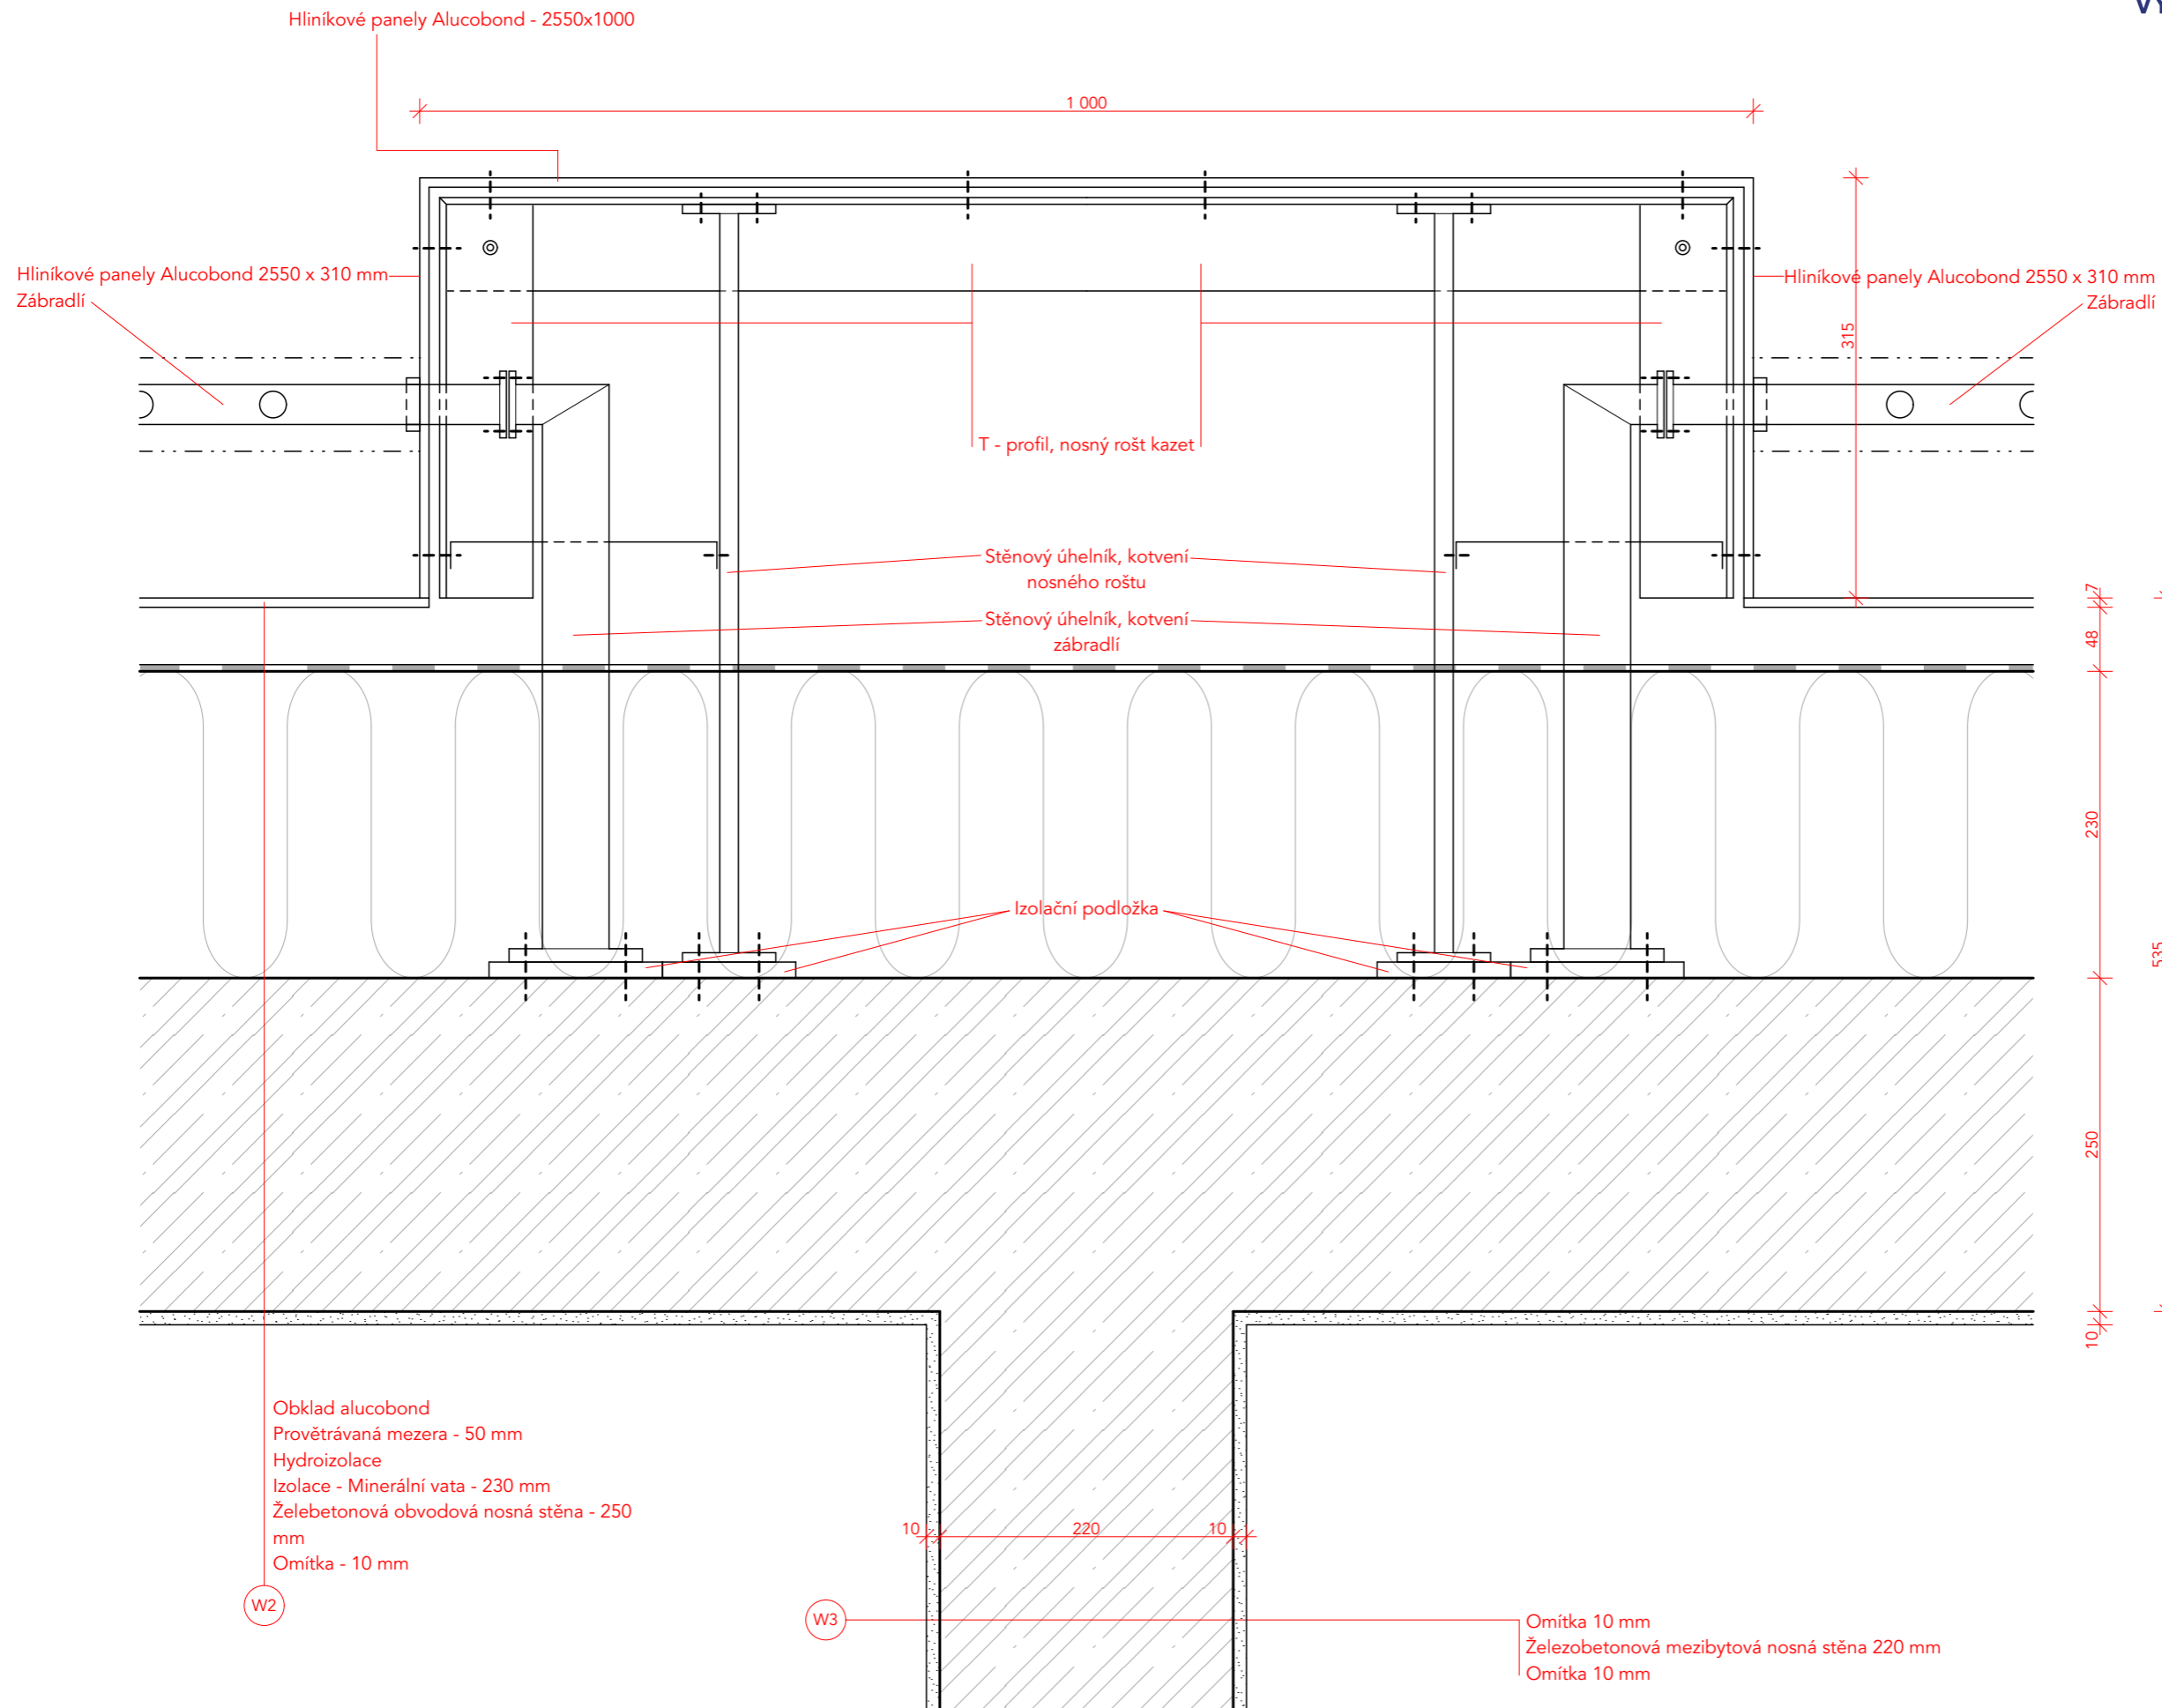 Hliníkové panely Alucobond - 2550x1000
1 000
Hliníkové panely Alucobond 2550 x 310 mm
Zábradlí
Hliníkové panely Alucobond 2550 x 310 mm
Zábradlí
315
T - profil, nosný rošt kazet
Stěnový úhelník, kotvení
nosného roštu
Stěnový úhelník, kotvení
zábradlí
7
48
230
Izolační podložka
535
250
10
Obklad alucobond
Provětrávaná mezera - 50 mm
Hydroizolace
Izolace - Minerální vata - 230 mm
Želebetonová obvodová nosná stěna - 250
mm
Omítka - 10 mm
W2
10
220
10
W3
Omítka 10 mm
Železobetonová mezibytová nosná stěna 220 mm
Omítka 10 mm